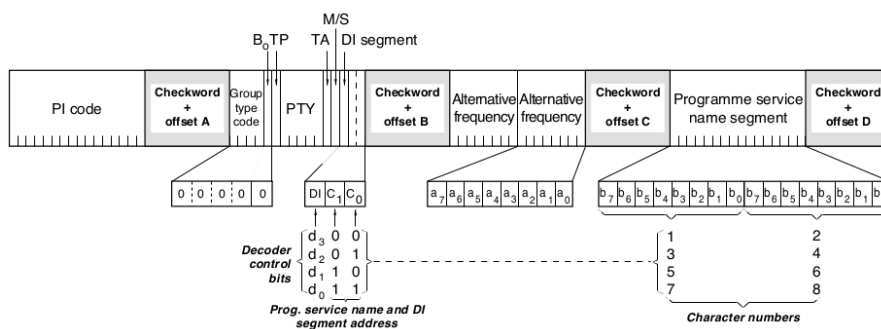 M/S
B₀ TP TA DI segment
PI code
Checkword + offset A
Group type code
PTY
Checkword + offset B
Alternative frequency
Alternative frequency
Checkword + offset C
Programme service name segment
Checkword + offset D
0 0 0 0 0
DI C₁ C₀
a₇ a₆ a₅ a₄ a₃ a₂ a₁ a₀
b₇ b₆ b₅ b₄ b₃ b₂ b₁ b₀ b₇ b₆ b₅ b₄ b₃ b₂ b₁
Decoder control bits
d₃ 0 0 1 2
d₂ 0 1 3 4
d₁ 1 0 5 6
d₀ 1 1 7 8
Prog. service name and DI segment address
Character numbers